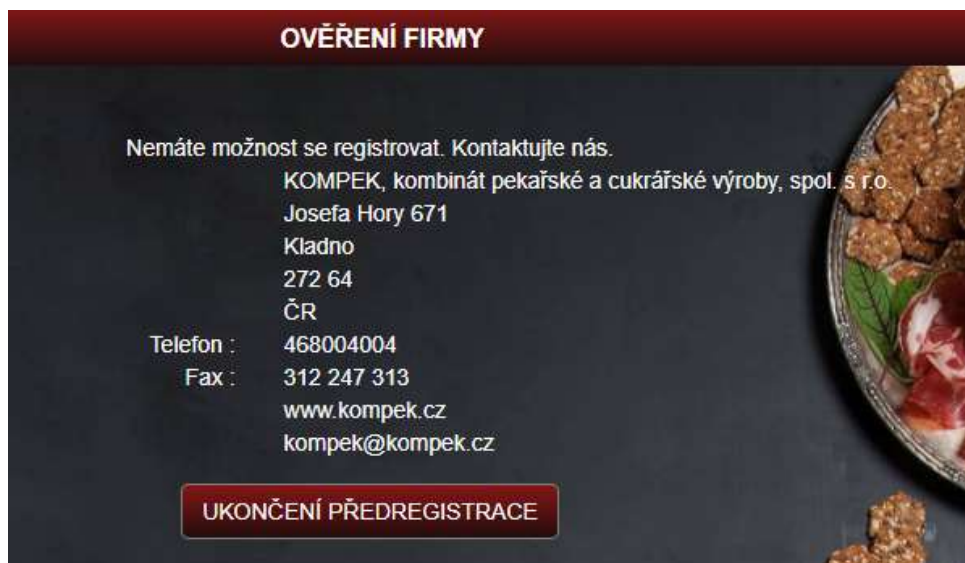 OVĚŘENÍ FIRMY
Nemáte možnost se registrovat. Kontaktujte nás.
KOMPEK, kombinát pekařské a cukrářské výroby, spol. s r.o.
Josefa Hory 671
Kladno
272 64
ČR
Telefon : 468004004
Fax : 312 247 313
www.kompek.cz
kompek@kompek.cz
UKONČENÍ PŘEDREGISTRACE